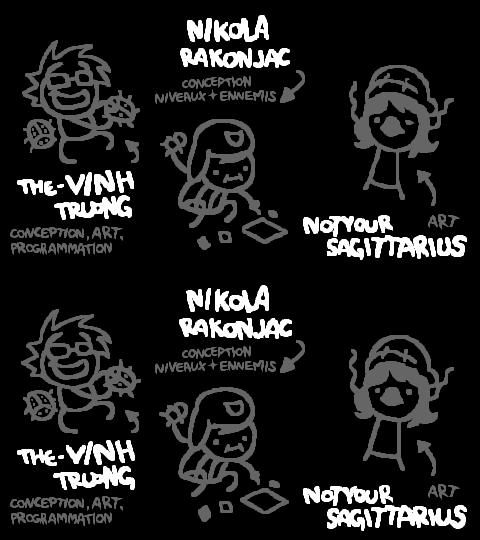 NIKOLA
RAKONJAC
CONCEPTION
NIVEAUX + ENNEMIS
THE-VINH
TRUONG
CONCEPTION, ART,
PROGRAMMATION
NOTYOUR
SAGITTARIUS
ART
NIKOLA
RAKONJAC
CONCEPTION
NIVEAUX + ENNEMIS
THE-VINH
TRUONG
CONCEPTION, ART,
PROGRAMMATION
NOTYOUR
SAGITTARIUS
ART